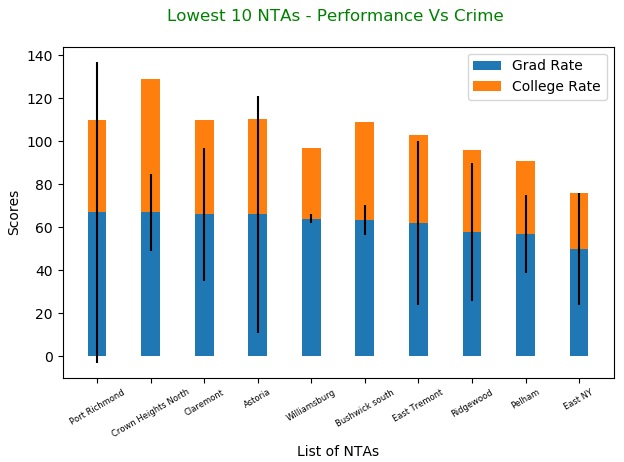 Lowest 10 NTAs - Performance Vs Crime
Grad Rate
College Rate
140
120
100
80
60
40
20
0
Scores
Port Richmond
Crown Heights North
Claremont
Astoria
Williamsburg
Bushwick south
East Tremont
Ridgewood
Pelham
East NY
List of NTAs